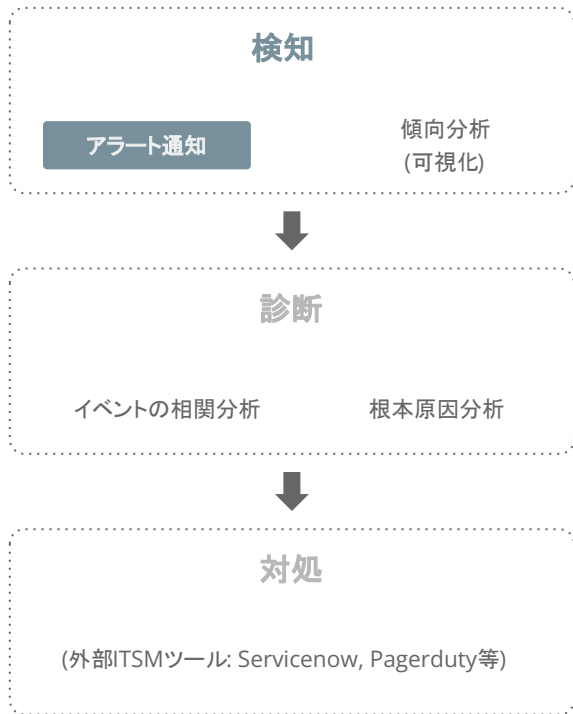 検知
アラート通知
傾向分析
(可視化)
診断
イベントの相関分析
根本原因分析
対処
(外部ITSMツール: Servicenow, Pagerduty等)